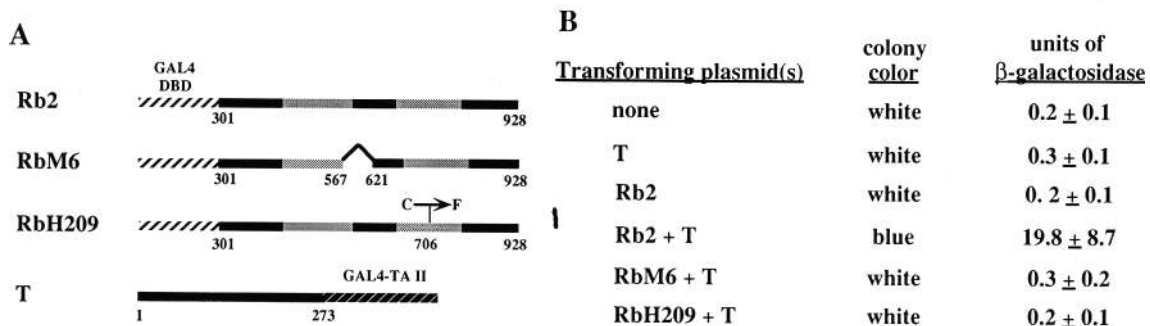 A
GAL4
DBD
Rb2
301 928
RbM6
301 567 621 928
C F
RbH209
301 706 928
GAL4-TA II
T
1 273
B
colony units of
Transforming plasmid(s) color β-galactosidase
none white 0.2 ± 0.1
T white 0.3 ± 0.1
Rb2 white 0. 2 ± 0.1
Rb2 + T blue 19.8 ± 8.7
RbM6 + T white 0.3 ± 0.2
RbH209 + T white 0.2 ± 0.1